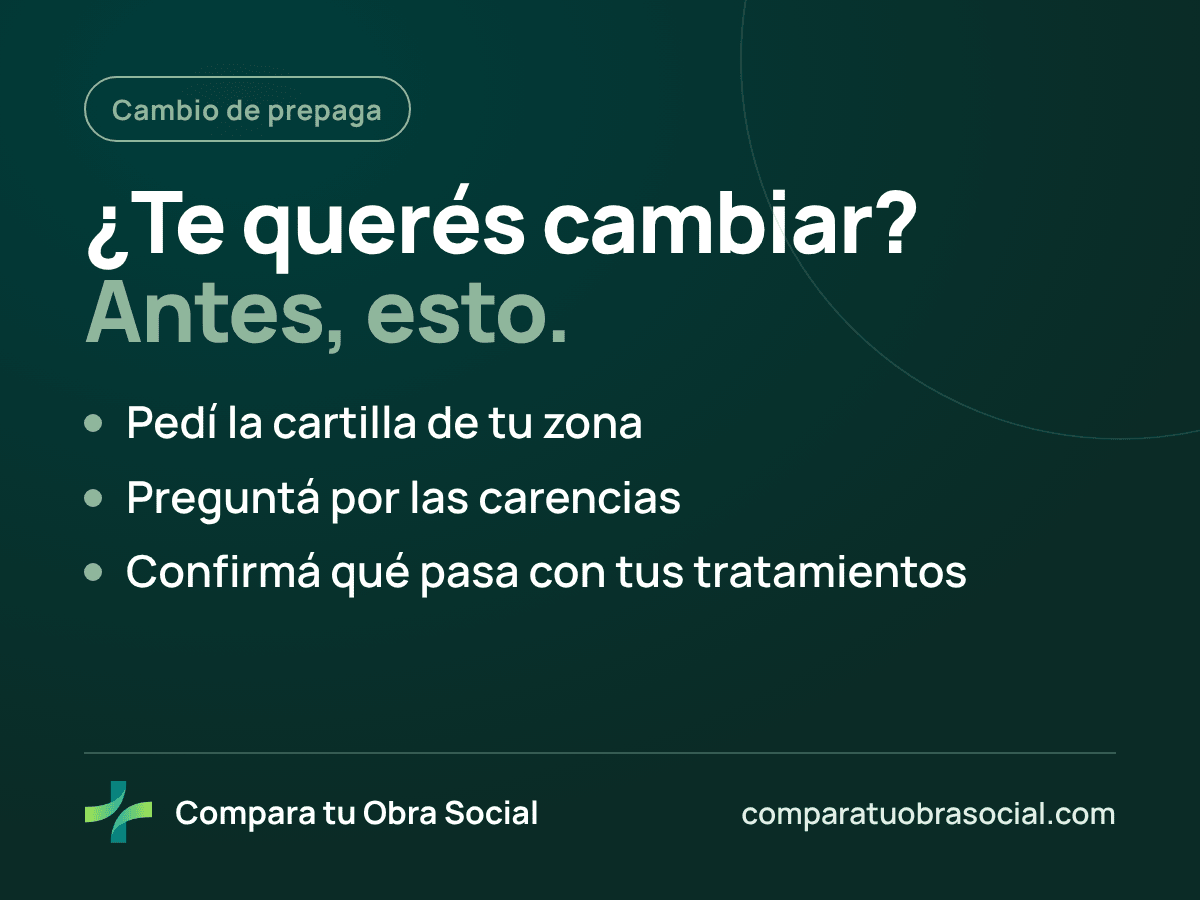 Cambio de prepaga
¿Te querés cambiar?
Antes, esto.
Pedí la cartilla de tu zona
Preguntá por las carencias
Confirmá qué pasa con tus tratamientos
Compara tu Obra Social
comparatuobrasocial.com